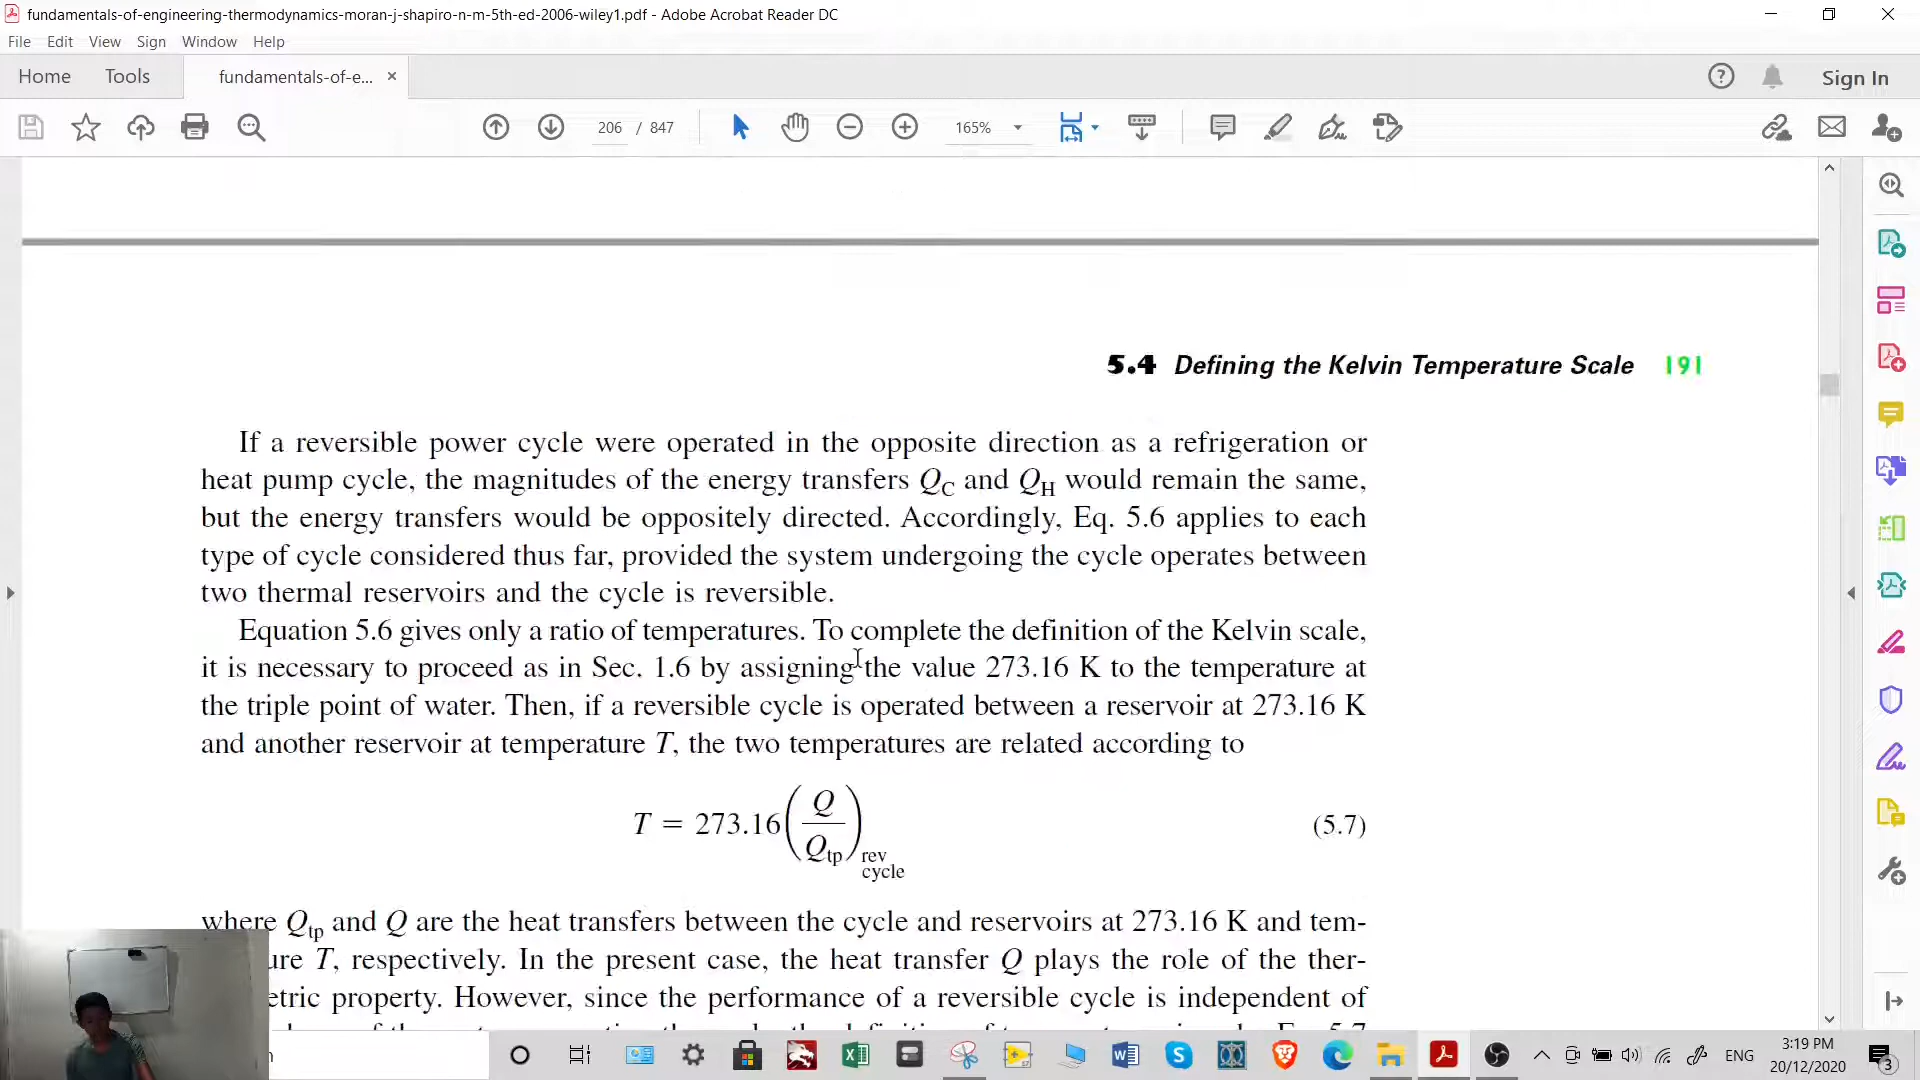 fundamentals-of-engineering-thermodynamics-moran-j-shapiro-n-m-5th-ed-2006-wiley1.pdf - Adobe Acrobat Reader DC
File Edit View Sign Window Help
Home Tools fundamentals-of-e... × Sign In
206 / 847 165%
5.4 Defining the Kelvin Temperature Scale 191
If a reversible power cycle were operated in the opposite direction as a refrigeration or
heat pump cycle, the magnitudes of the energy transfers Q_C and Q_H would remain the same,
but the energy transfers would be oppositely directed. Accordingly, Eq. 5.6 applies to each
type of cycle considered thus far, provided the system undergoing the cycle operates between
two thermal reservoirs and the cycle is reversible.
Equation 5.6 gives only a ratio of temperatures. To complete the definition of the Kelvin scale,
it is necessary to proceed as in Sec. 1.6 by assigning the value 273.16 K to the temperature at
the triple point of water. Then, if a reversible cycle is operated between a reservoir at 273.16 K
and another reservoir at temperature T, the two temperatures are related according to
T = 273.16 (Q / Q_tp) rev cycle (5.7)
where Q_tp and Q are the heat transfers between the cycle and reservoirs at 273.16 K and tem-
ure T, respectively. In the present case, the heat transfer Q plays the role of the ther-
etric property. However, since the performance of a reversible cycle is independent of
ENG 3:19 PM
20/12/2020 3